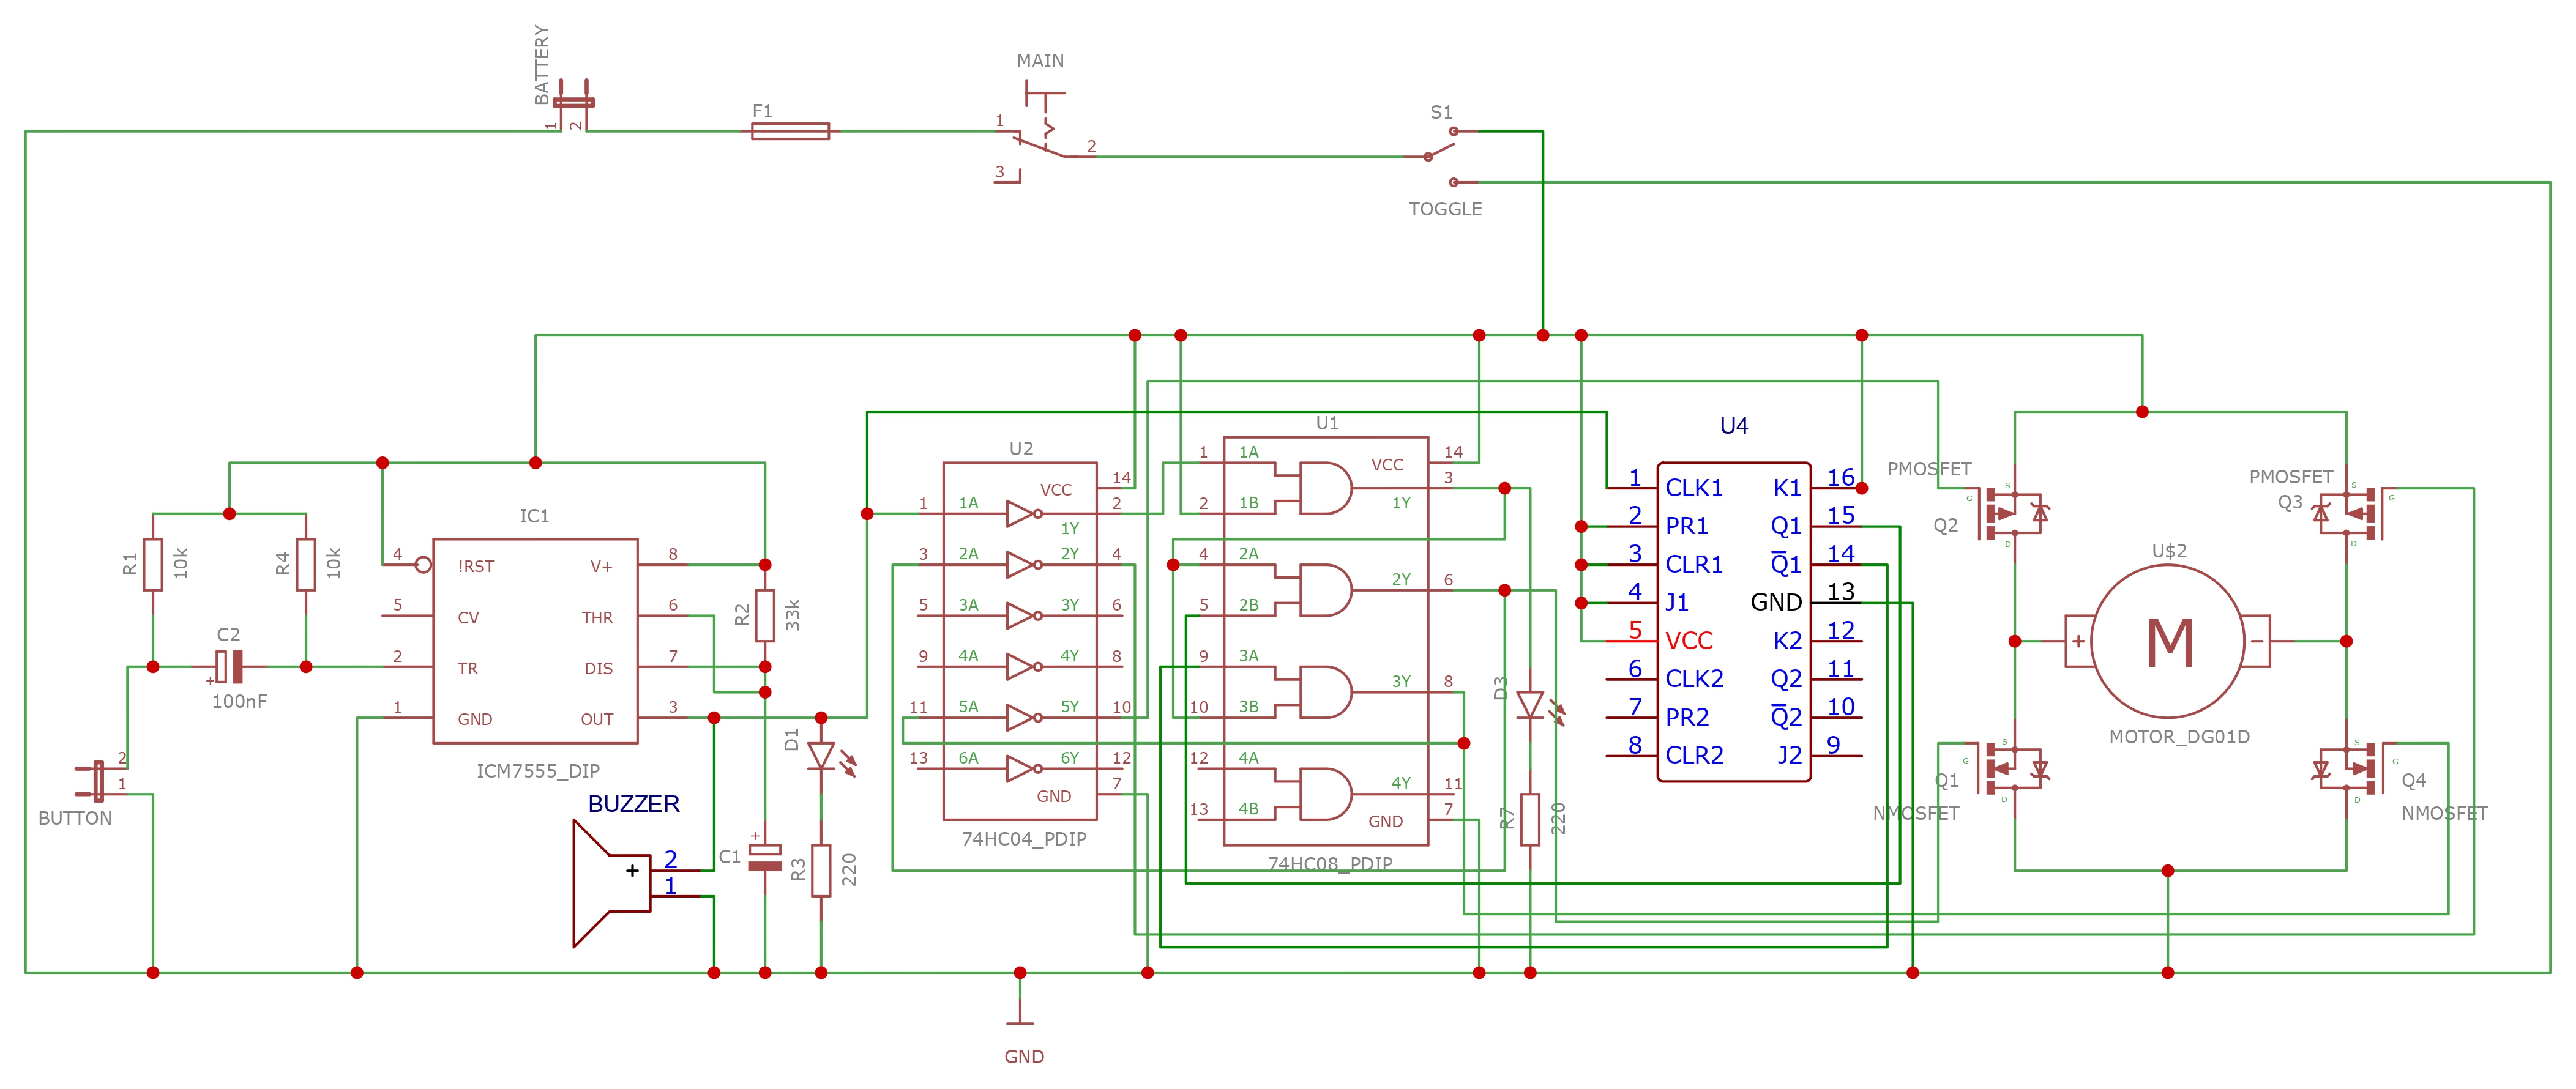 BATTERY
1
2
F1
MAIN
1
2
3
S1
TOGGLE
R1
10k
R4
10k
C2
+
100nF
BUTTON
2
1
IC1
4
!RST
V+
8
5
CV
THR
6
2
TR
DIS
7
1
GND
OUT
3
ICM7555_DIP
R2
33k
BUZZER
+
2
1
C1
+
D1
R3
220
U2
VCC
14
1
1A
1Y
2
3
2A
2Y
4
5
3A
3Y
6
9
4A
4Y
8
11
5A
5Y
10
13
6A
6Y
12
GND
7
74HC04_PDIP
U1
1
1A
VCC
14
3
2
1B
1Y
4
2A
2Y
6
5
2B
9
3A
3Y
8
10
3B
12
4A
4Y
11
13
4B
GND
7
74HC08_PDIP
D3
R7
220
U4
1
CLK1
K1
16
2
PR1
Q1
15
3
CLR1
Q̅1
14
4
J1
GND
13
5
VCC
K2
12
6
CLK2
Q2
11
7
PR2
Q̅2
10
8
CLR2
J2
9
PMOSFET
Q2
G
S
D
PMOSFET
Q3
S
G
D
U$2
+
M
-
MOTOR_DG01D
Q1
NMOSFET
G
S
D
Q4
NMOSFET
S
G
D
GND